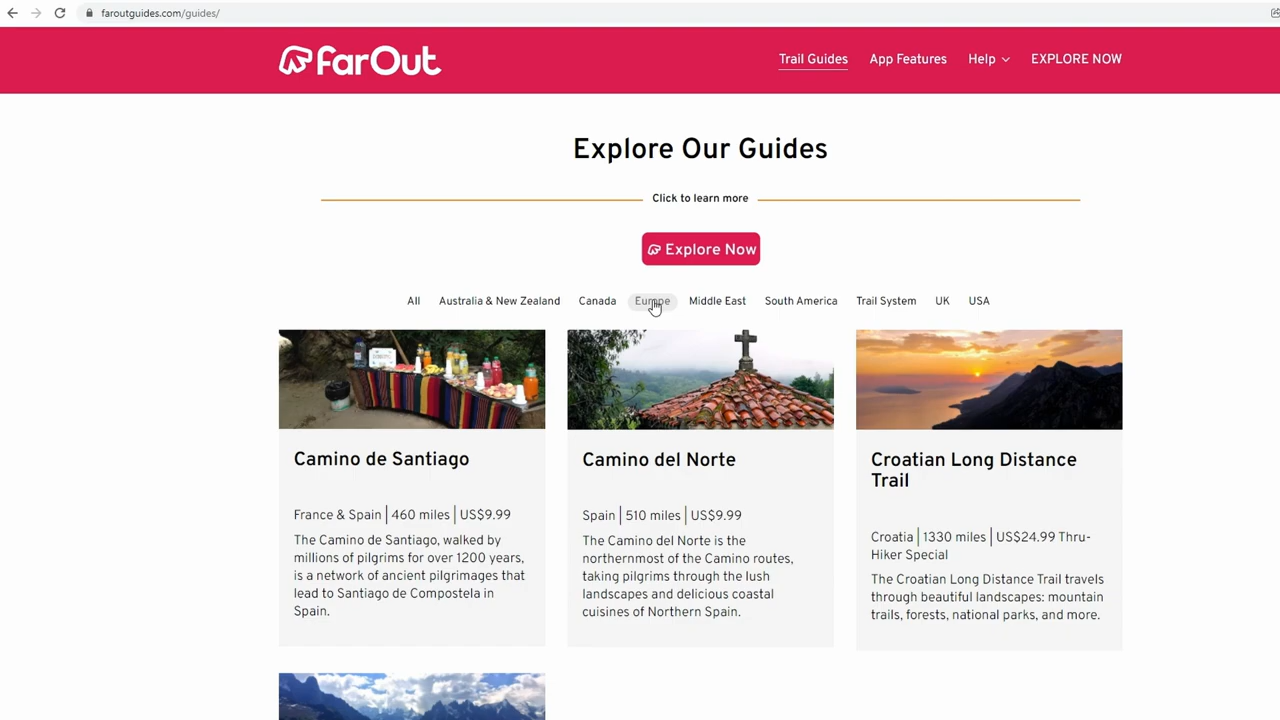 faroutguides.com/guides/
farOut
Trail Guides
App Features
Help
EXPLORE NOW
Explore Our Guides
Click to learn more
Explore Now
All
Australia & New Zealand
Canada
Europe
Middle East
South America
Trail System
UK
USA
Camino de Santiago
France & Spain | 460 miles | US$9.99
The Camino de Santiago, walked by
millions of pilgrims for over 1200 years,
is a network of ancient pilgrimages that
lead to Santiago de Compostela in
Spain.
Camino del Norte
Spain | 510 miles | US$9.99
The Camino del Norte is the
northernmost of the Camino routes,
taking pilgrims through the lush
landscapes and delicious coastal
cuisines of Northern Spain.
Croatian Long Distance
Trail
Croatia | 1330 miles | US$24.99 Thru-
Hiker Special
The Croatian Long Distance Trail travels
through beautiful landscapes: mountain
trails, forests, national parks, and more.